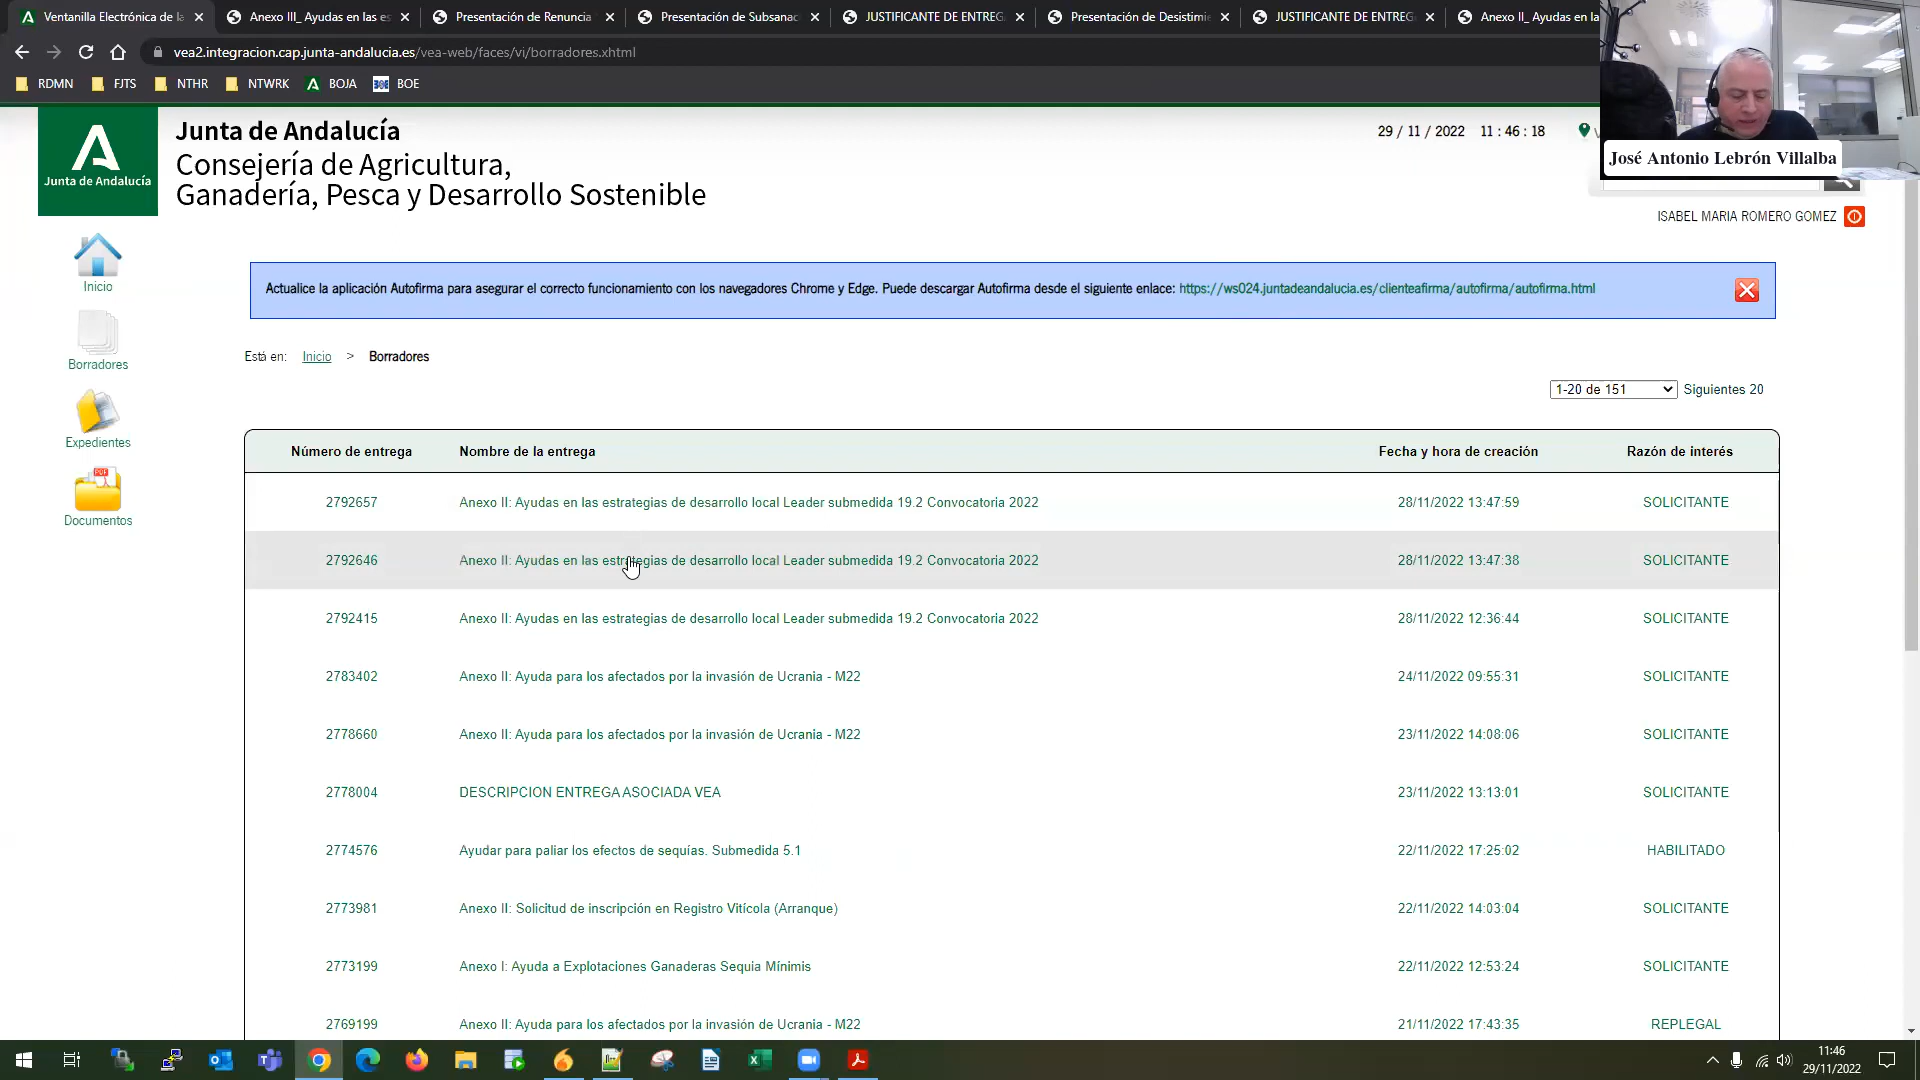 Ventanilla Electrónica de la
Anexo III_ Ayudas en las es
Presentación de Renuncia
Presentación de Subsanac
JUSTIFICANTE DE ENTREG
Presentación de Desistimie
JUSTIFICANTE DE ENTREG
Anexo II_ Ayudas en la
vea2.integracion.cap.junta-andalucia.es/vea-web/faces/vi/borradores.xhtml
RDMN
FJTS
NTHR
NTWRK
BOJA
BOE
Junta de Andalucía
Junta de Andalucía
Consejería de Agricultura,
Ganadería, Pesca y Desarrollo Sostenible
29 / 11 / 2022 11 : 46 : 18
José Antonio Lebrón Villalba
ISABEL MARIA ROMERO GOMEZ
Inicio
Borradores
Expedientes
PDF
Documentos
Actualice la aplicación Autofirma para asegurar el correcto funcionamiento con los navegadores Chrome y Edge. Puede descargar Autofirma desde el siguiente enlace: https://ws024.juntadeandalucia.es/clienteafirma/autofirma/autofirma.html
Está en: Inicio > Borradores
1-20 de 151 Siguientes 20
Número de entrega Nombre de la entrega Fecha y hora de creación Razón de interés
2792657 Anexo II: Ayudas en las estrategias de desarrollo local Leader submedida 19.2 Convocatoria 2022 28/11/2022 13:47:59 SOLICITANTE
2792646 Anexo II: Ayudas en las estrategias de desarrollo local Leader submedida 19.2 Convocatoria 2022 28/11/2022 13:47:38 SOLICITANTE
2792415 Anexo II: Ayudas en las estrategias de desarrollo local Leader submedida 19.2 Convocatoria 2022 28/11/2022 12:36:44 SOLICITANTE
2783402 Anexo II: Ayuda para los afectados por la invasión de Ucrania - M22 24/11/2022 09:55:31 SOLICITANTE
2778660 Anexo II: Ayuda para los afectados por la invasión de Ucrania - M22 23/11/2022 14:08:06 SOLICITANTE
2778004 DESCRIPCION ENTREGA ASOCIADA VEA 23/11/2022 13:13:01 SOLICITANTE
2774576 Ayudar para paliar los efectos de sequías. Submedida 5.1 22/11/2022 17:25:02 HABILITADO
2773981 Anexo II: Solicitud de inscripción en Registro Vitícola (Arranque) 22/11/2022 14:03:04 SOLICITANTE
2773199 Anexo I: Ayuda a Explotaciones Ganaderas Sequia Mínimis 22/11/2022 12:53:24 SOLICITANTE
2769199 Anexo II: Ayuda para los afectados por la invasión de Ucrania - M22 21/11/2022 17:43:35 REPLEGAL
11:46
29/11/2022